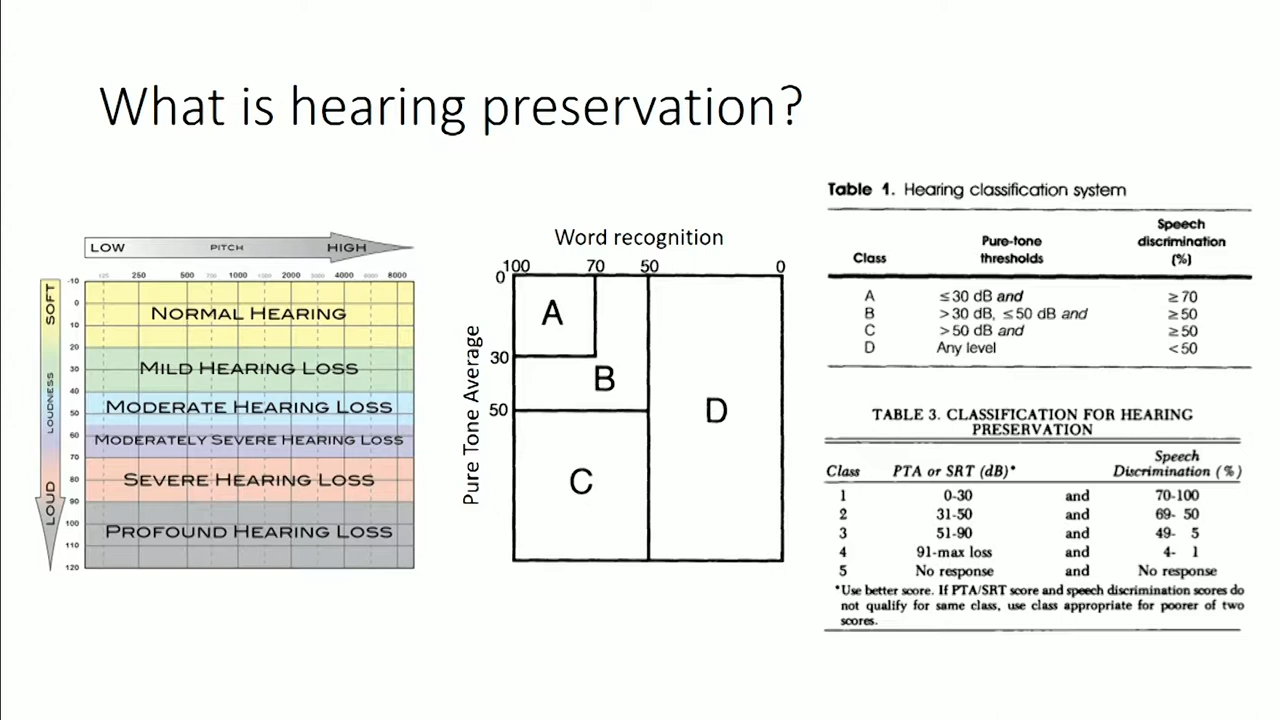 What is hearing preservation?
LOW PITCH HIGH
125 250 500 750 1000 1500 2000 3000 4000 6000 8000
SOFT
LOUDNESS
LOUD
-10
0
10
20
30
40
50
60
70
80
90
100
110
120
NORMAL HEARING
MILD HEARING LOSS
MODERATE HEARING LOSS
MODERATELY SEVERE HEARING LOSS
SEVERE HEARING LOSS
PROFOUND HEARING LOSS
Word recognition
100 70 50 0
Pure Tone Average
0
30
50
A
B
C
D
Table 1. Hearing classification system
Class Pure-tone thresholds Speech discrimination (%)
A ≤30 dB and ≥70
B >30 dB, ≤50 dB and ≥50
C >50 dB and ≥50
D Any level <50
TABLE 3. CLASSIFICATION FOR HEARING
PRESERVATION
Class PTA or SRT (dB)* Speech Discrimination (%)
1 0-30 and 70-100
2 31-50 and 69- 50
3 51-90 and 49- 5
4 91-max loss and 4- 1
5 No response and No response
*Use better score. If PTA/SRT score and speech discrimination scores do
not qualify for same class, use class appropriate for poorer of two
scores.